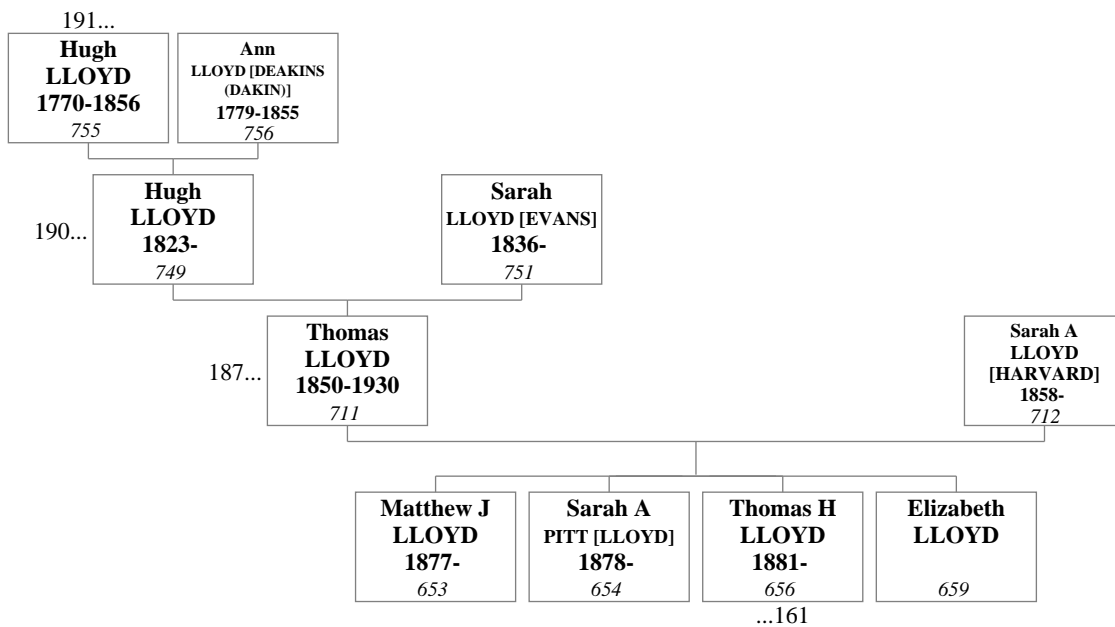 191...
Hugh
LLOYD
1770-1856
755
Ann
LLOYD [DEAKINS
(DAKIN)]
1779-1855
756
190...
Hugh
LLOYD
1823-
749
Sarah
LLOYD [EVANS]
1836-
751
187...
Thomas
LLOYD
1850-1930
711
Sarah A
LLOYD
[HARVARD]
1858-
712
Matthew J
LLOYD
1877-
653
Sarah A
PITT [LLOYD]
1878-
654
Thomas H
LLOYD
1881-
656
Elizabeth
LLOYD
659
...161